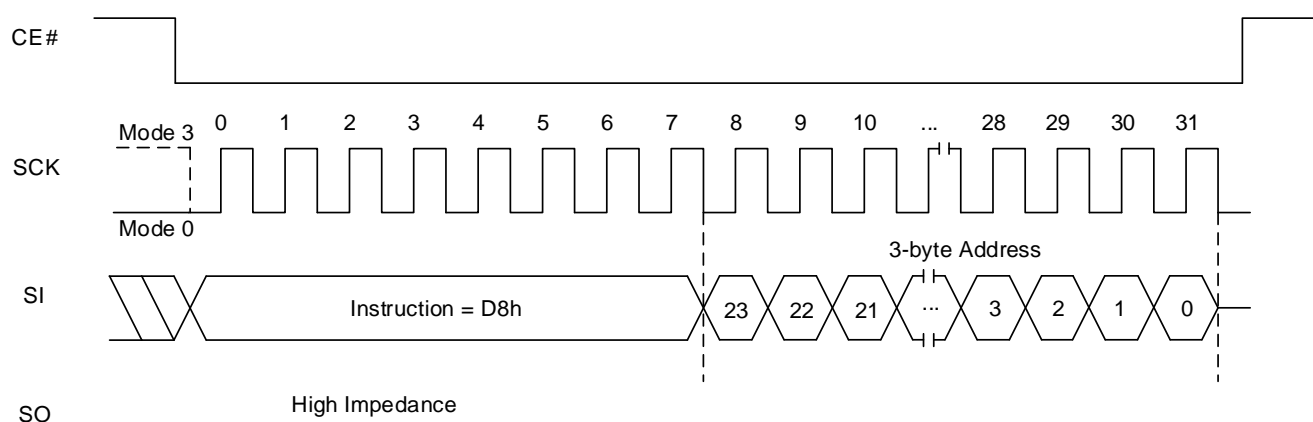 CE#
Mode 3 0 1 2 3 4 5 6 7 8 9 10 ... 28 29 30 31
SCK
Mode 0
3-byte Address
SI Instruction = D8h 23 22 21 ... 3 2 1 0
High Impedance
SO